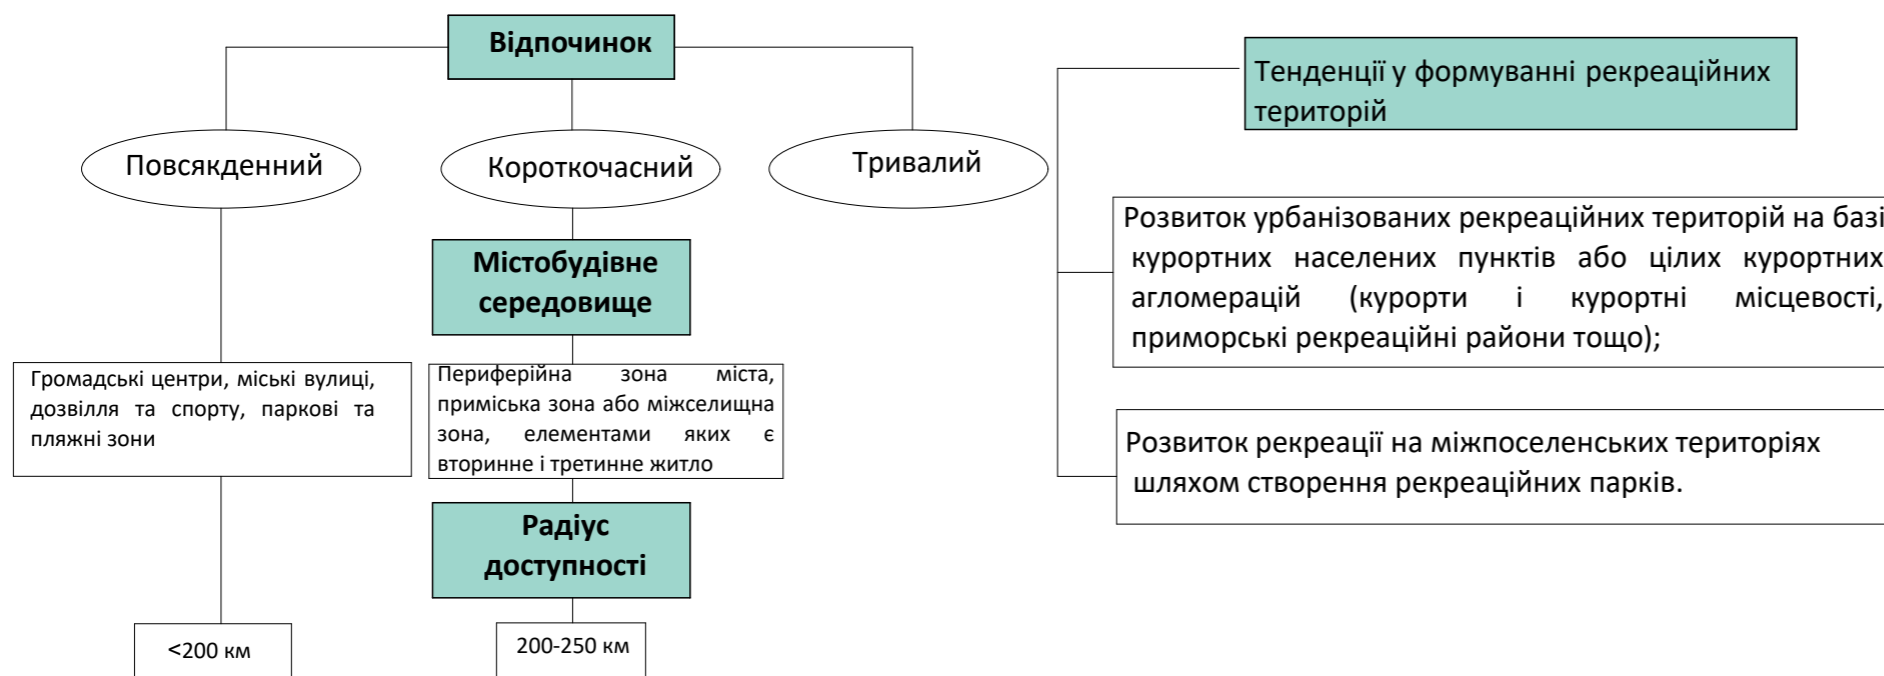 Відпочинок
Повсякденний
Короткочасний
Тривалий
Містобудівне
середовище
Громадські центри, міські вулиці,
дозвілля та спорту, паркові та
пляжні зони
Периферійна зона міста,
приміська зона або міжселищна
зона, елементами яких є
вторинне і третинне житло
Радіус
доступності
<200 км
200-250 км
Тенденції у формуванні рекреаційних
територій
Розвиток урбанізованих рекреаційних територій на базі
курортних населених пунктів або цілих курортних
агломерацій (курорти і курортні місцевості,
приморські рекреаційні райони тощо);
Розвиток рекреації на міжпоселенських територіях
шляхом створення рекреаційних парків.